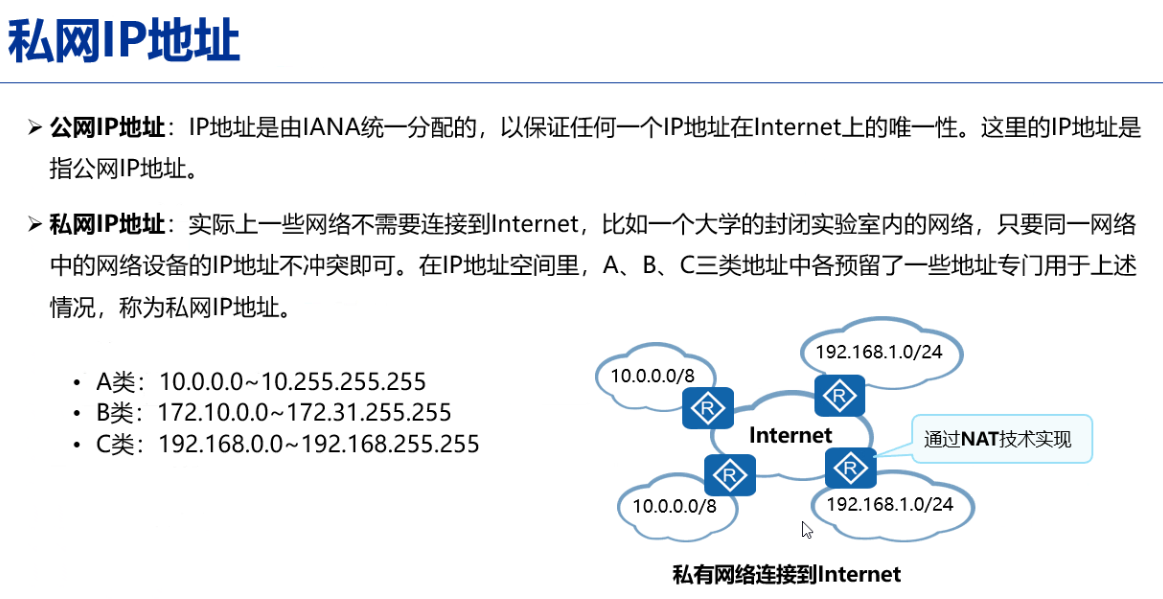 私网IP地址
➢ 公网IP地址：IP地址是由IANA统一分配的，以保证任何一个IP地址在Internet上的唯一性。这里的IP地址是
指公网IP地址。
➢ 私网IP地址：实际上一些网络不需要连接到Internet，比如一个大学的封闭实验室内的网络，只要同一网络
中的网络设备的IP地址不冲突即可。在IP地址空间里，A、B、C三类地址中各预留了一些地址专门用于上述
情况，称为私网IP地址。
• A类：10.0.0.0~10.255.255.255
• B类：172.10.0.0~172.31.255.255
• C类：192.168.0.0~192.168.255.255
192.168.1.0/24
10.0.0.0/8
R
R
Internet
通过NAT技术实现
R
R
10.0.0.0/8
192.168.1.0/24
私有网络连接到Internet